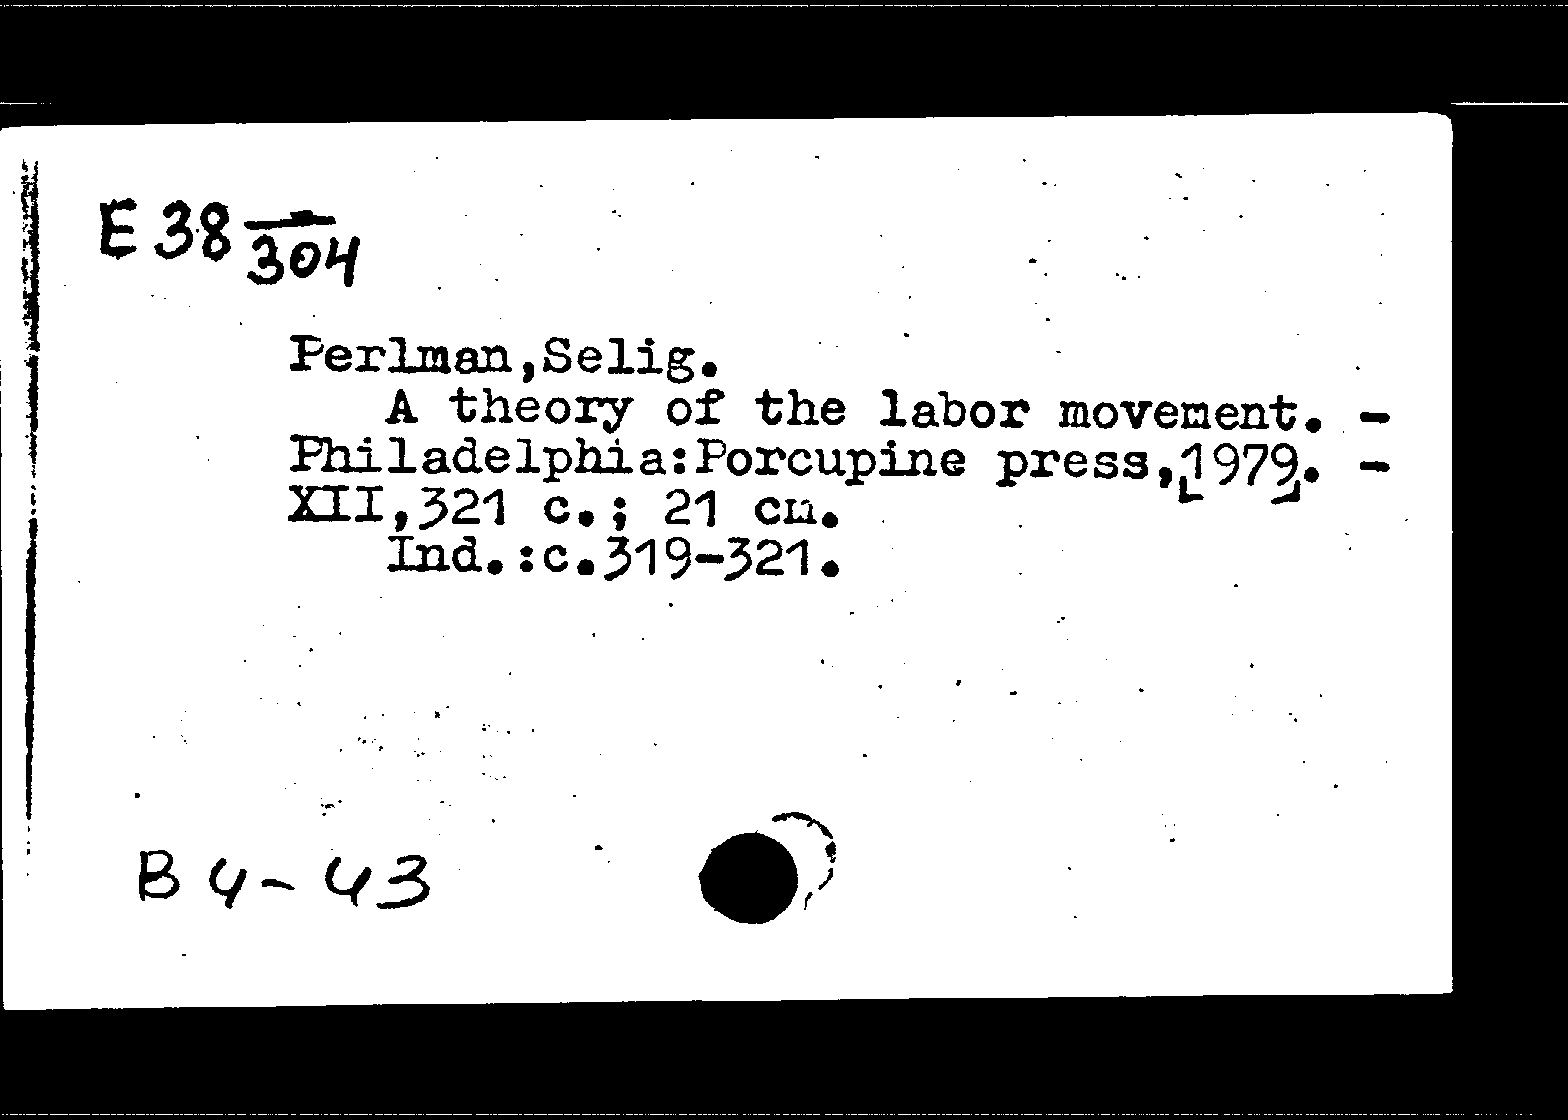 E 38 —/304
Perlman,Selig.
A theory of the labor movement. -
Philadelphia:Porcupine press,[1979]. -
XII,321 c.; 21 cm.
Ind.:c.319-321.
B 4-43